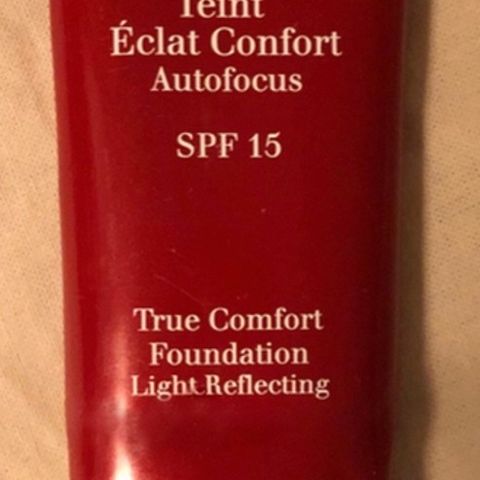 Teint
Éclat Confort
Autofocus
SPF 15
True Comfort
Foundation
Light Reflecting